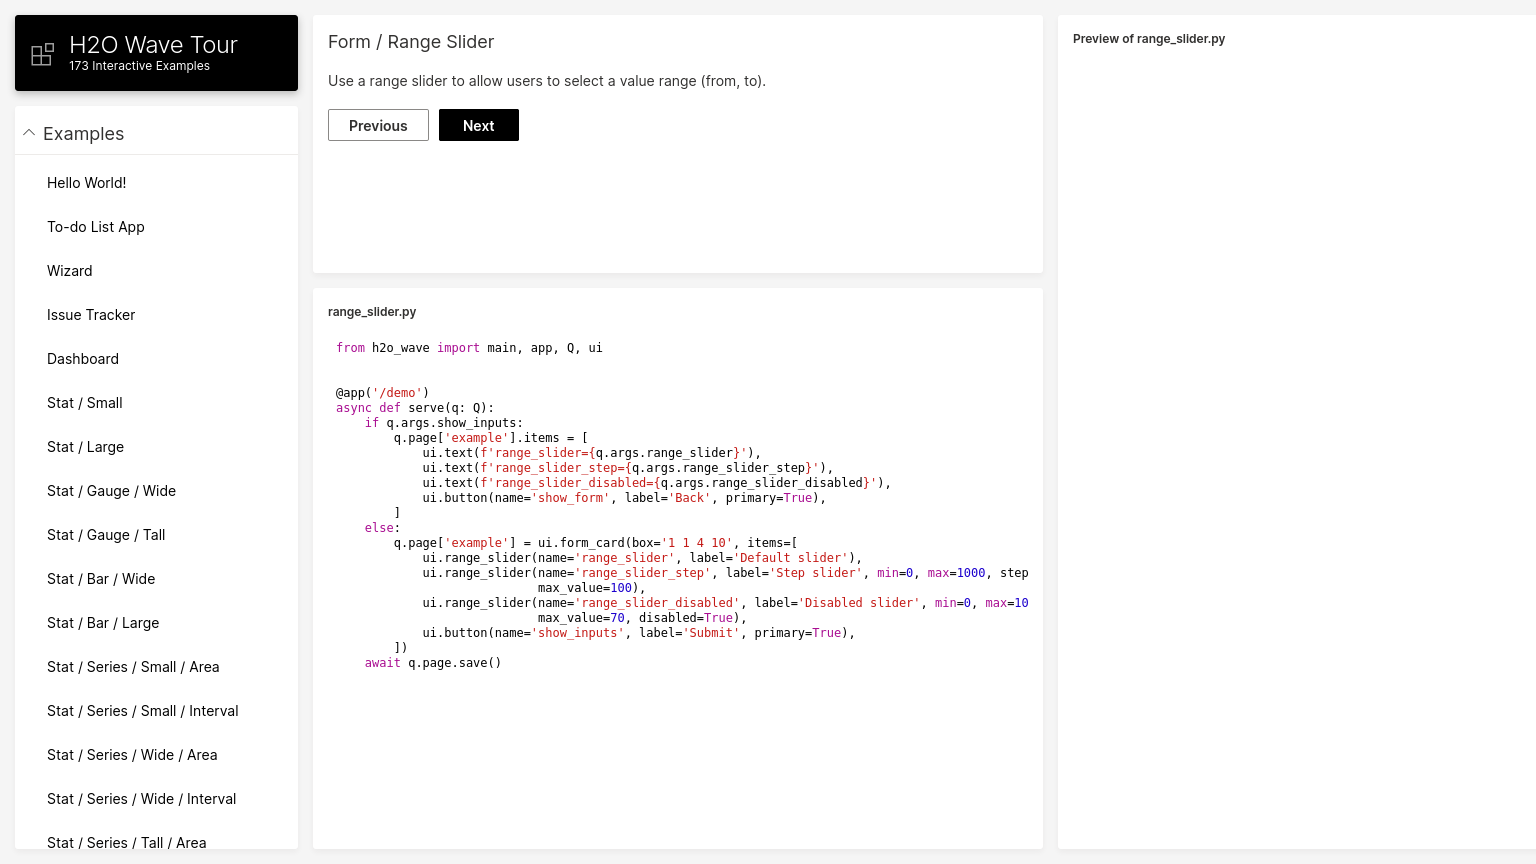 H2O Wave Tour
173 Interactive Examples
Examples
Hello World!
To-do List App
Wizard
Issue Tracker
Dashboard
Stat / Small
Stat / Large
Stat / Gauge / Wide
Stat / Gauge / Tall
Stat / Bar / Wide
Stat / Bar / Large
Stat / Series / Small / Area
Stat / Series / Small / Interval
Stat / Series / Wide / Area
Stat / Series / Wide / Interval
Stat / Series / Tall / Area
Form / Range Slider
Use a range slider to allow users to select a value range (from, to).
Previous
Next
range_slider.py
from h2o_wave import main, app, Q, ui
@app('/demo')
async def serve(q: Q):
    if q.args.show_inputs:
        q.page['example'].items = [
            ui.text(f'range_slider={q.args.range_slider}'),
            ui.text(f'range_slider_step={q.args.range_slider_step}'),
            ui.text(f'range_slider_disabled={q.args.range_slider_disabled}'),
            ui.button(name='show_form', label='Back', primary=True),
        ]
    else:
        q.page['example'] = ui.form_card(box='1 1 4 10', items=[
            ui.range_slider(name='range_slider', label='Default slider'),
            ui.range_slider(name='range_slider_step', label='Step slider', min=0, max=1000, step
                            max_value=100),
            ui.range_slider(name='range_slider_disabled', label='Disabled slider', min=0, max=10
                            max_value=70, disabled=True),
            ui.button(name='show_inputs', label='Submit', primary=True),
        ])
    await q.page.save()
Preview of range_slider.py